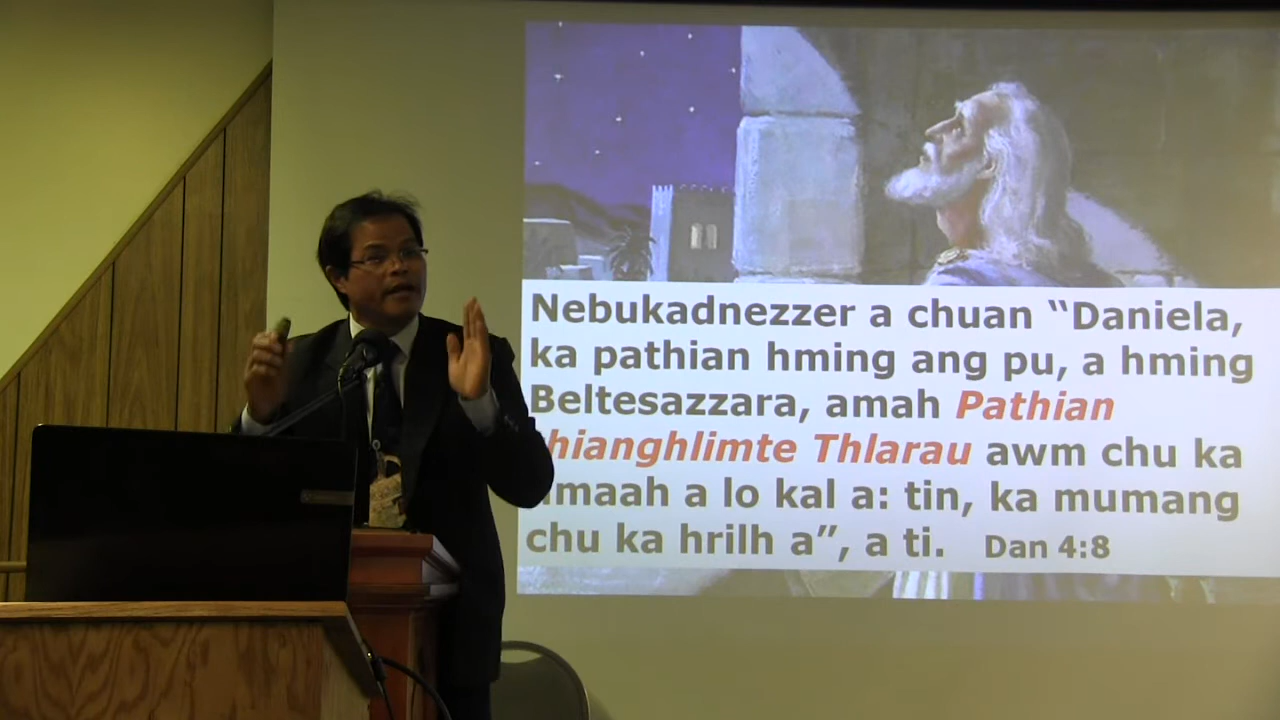 Nebukadnezzer a chuan “Daniela,
ka pathian hming ang pu, a hming
Beltesazzara, amah Pathian
Thlarau awm chu ka
a lo kal a: tin, ka mumang
chu ka hrilh a”, a ti. Dan 4:8